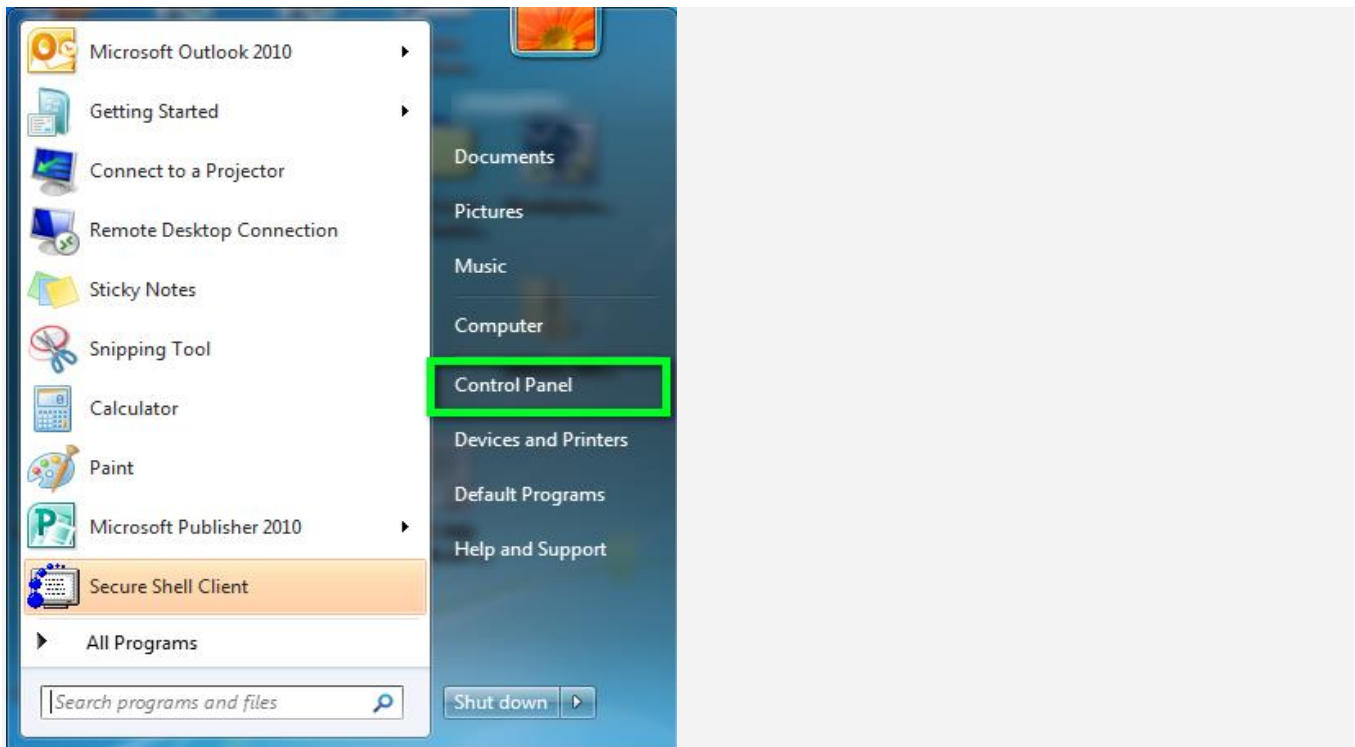 Microsoft Outlook 2010
Getting Started
Connect to a Projector
Remote Desktop Connection
Sticky Notes
Snipping Tool
Calculator
Paint
Microsoft Publisher 2010
Secure Shell Client
All Programs
Search programs and files
Documents
Pictures
Music
Computer
Control Panel
Devices and Printers
Default Programs
Help and Support
Shut down